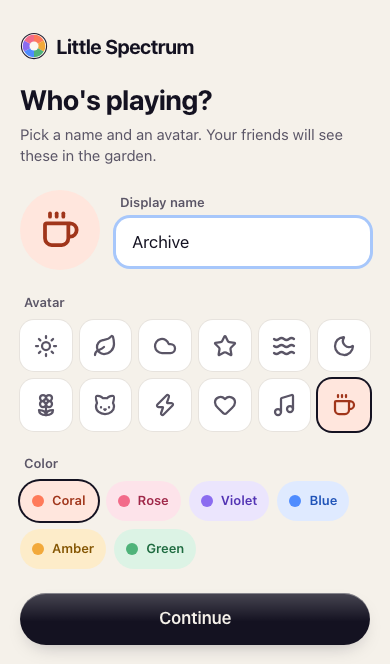 Little Spectrum
Who's playing?
Pick a name and an avatar. Your friends will see
these in the garden.
Display name
Archive
Avatar
Color
Coral
Rose
Violet
Blue
Amber
Green
Continue